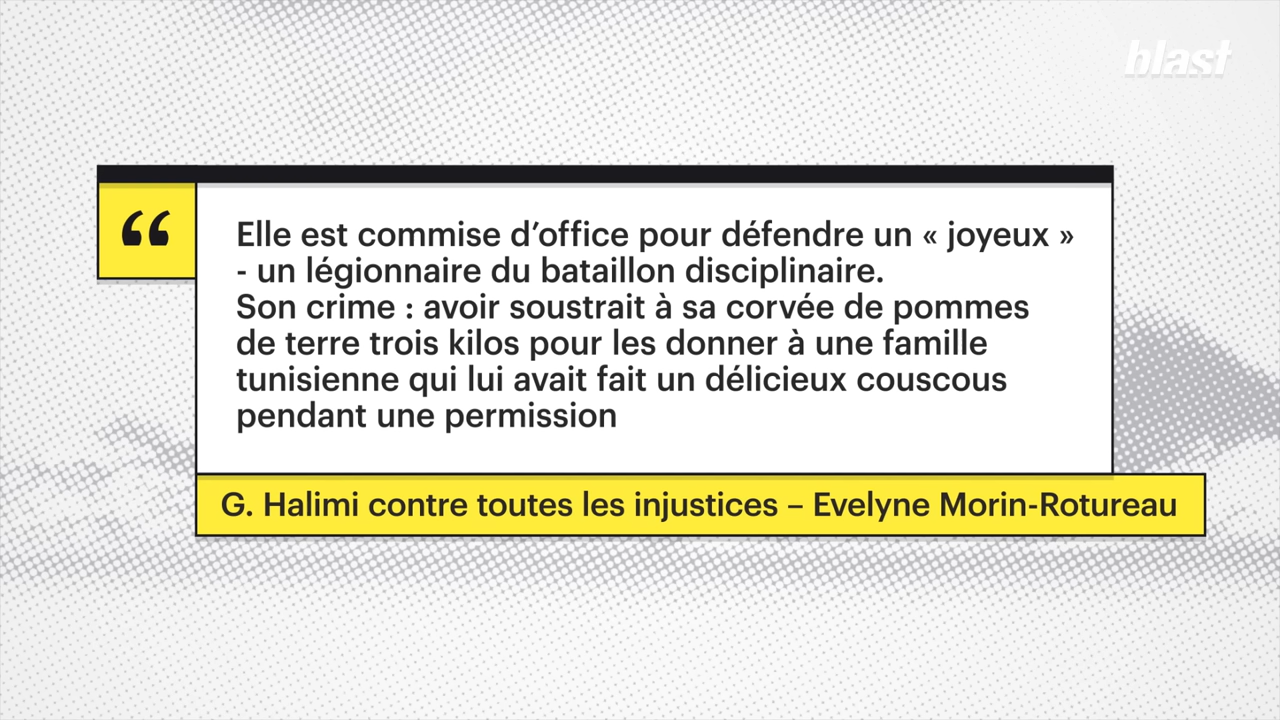 blast
“
Elle est commise d’office pour défendre un « joyeux »
- un légionnaire du bataillon disciplinaire.
Son crime : avoir soustrait à sa corvée de pommes
de terre trois kilos pour les donner à une famille
tunisienne qui lui avait fait un délicieux couscous
pendant une permission
G. Halimi contre toutes les injustices – Evelyne Morin-Rotureau